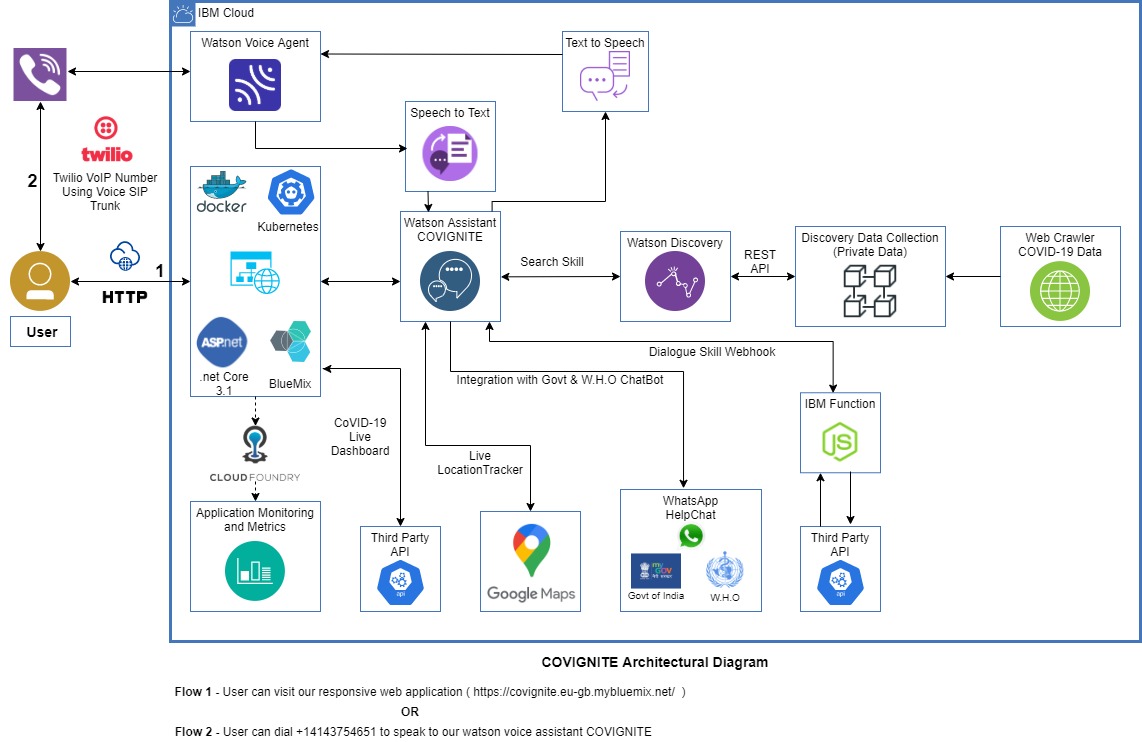 IBM Cloud
Watson Voice Agent
Text to Speech
Speech to Text
twilio
Twilio VoIP Number
Using Voice SIP
Trunk
2
docker
Kubernetes
Watson Assistant
COVIGNITE
Search Skill
Watson Discovery
REST
API
Discovery Data Collection
(Private Data)
Web Crawler
COVID-19 Data
1
HTTP
User
ASP.net
.net Core
3.1
BlueMix
Dialogue Skill Webhook
Integration with Govt & W.H.O ChatBot
IBM Function
JS
CoVID-19
Live
Dashboard
Live
LocationTracker
CLOUD FOUNDRY
Application Monitoring
and Metrics
Third Party
API
api
Google Maps
WhatsApp
HelpChat
my
GOV
मेरी सरकार
Govt of India
W.H.O
Third Party
API
api
COVIGNITE Architectural Diagram
Flow 1 - User can visit our responsive web application ( https://covignite.eu-gb.mybluemix.net/ )
OR
Flow 2 - User can dial +14143754651 to speak to our watson voice assistant COVIGNITE